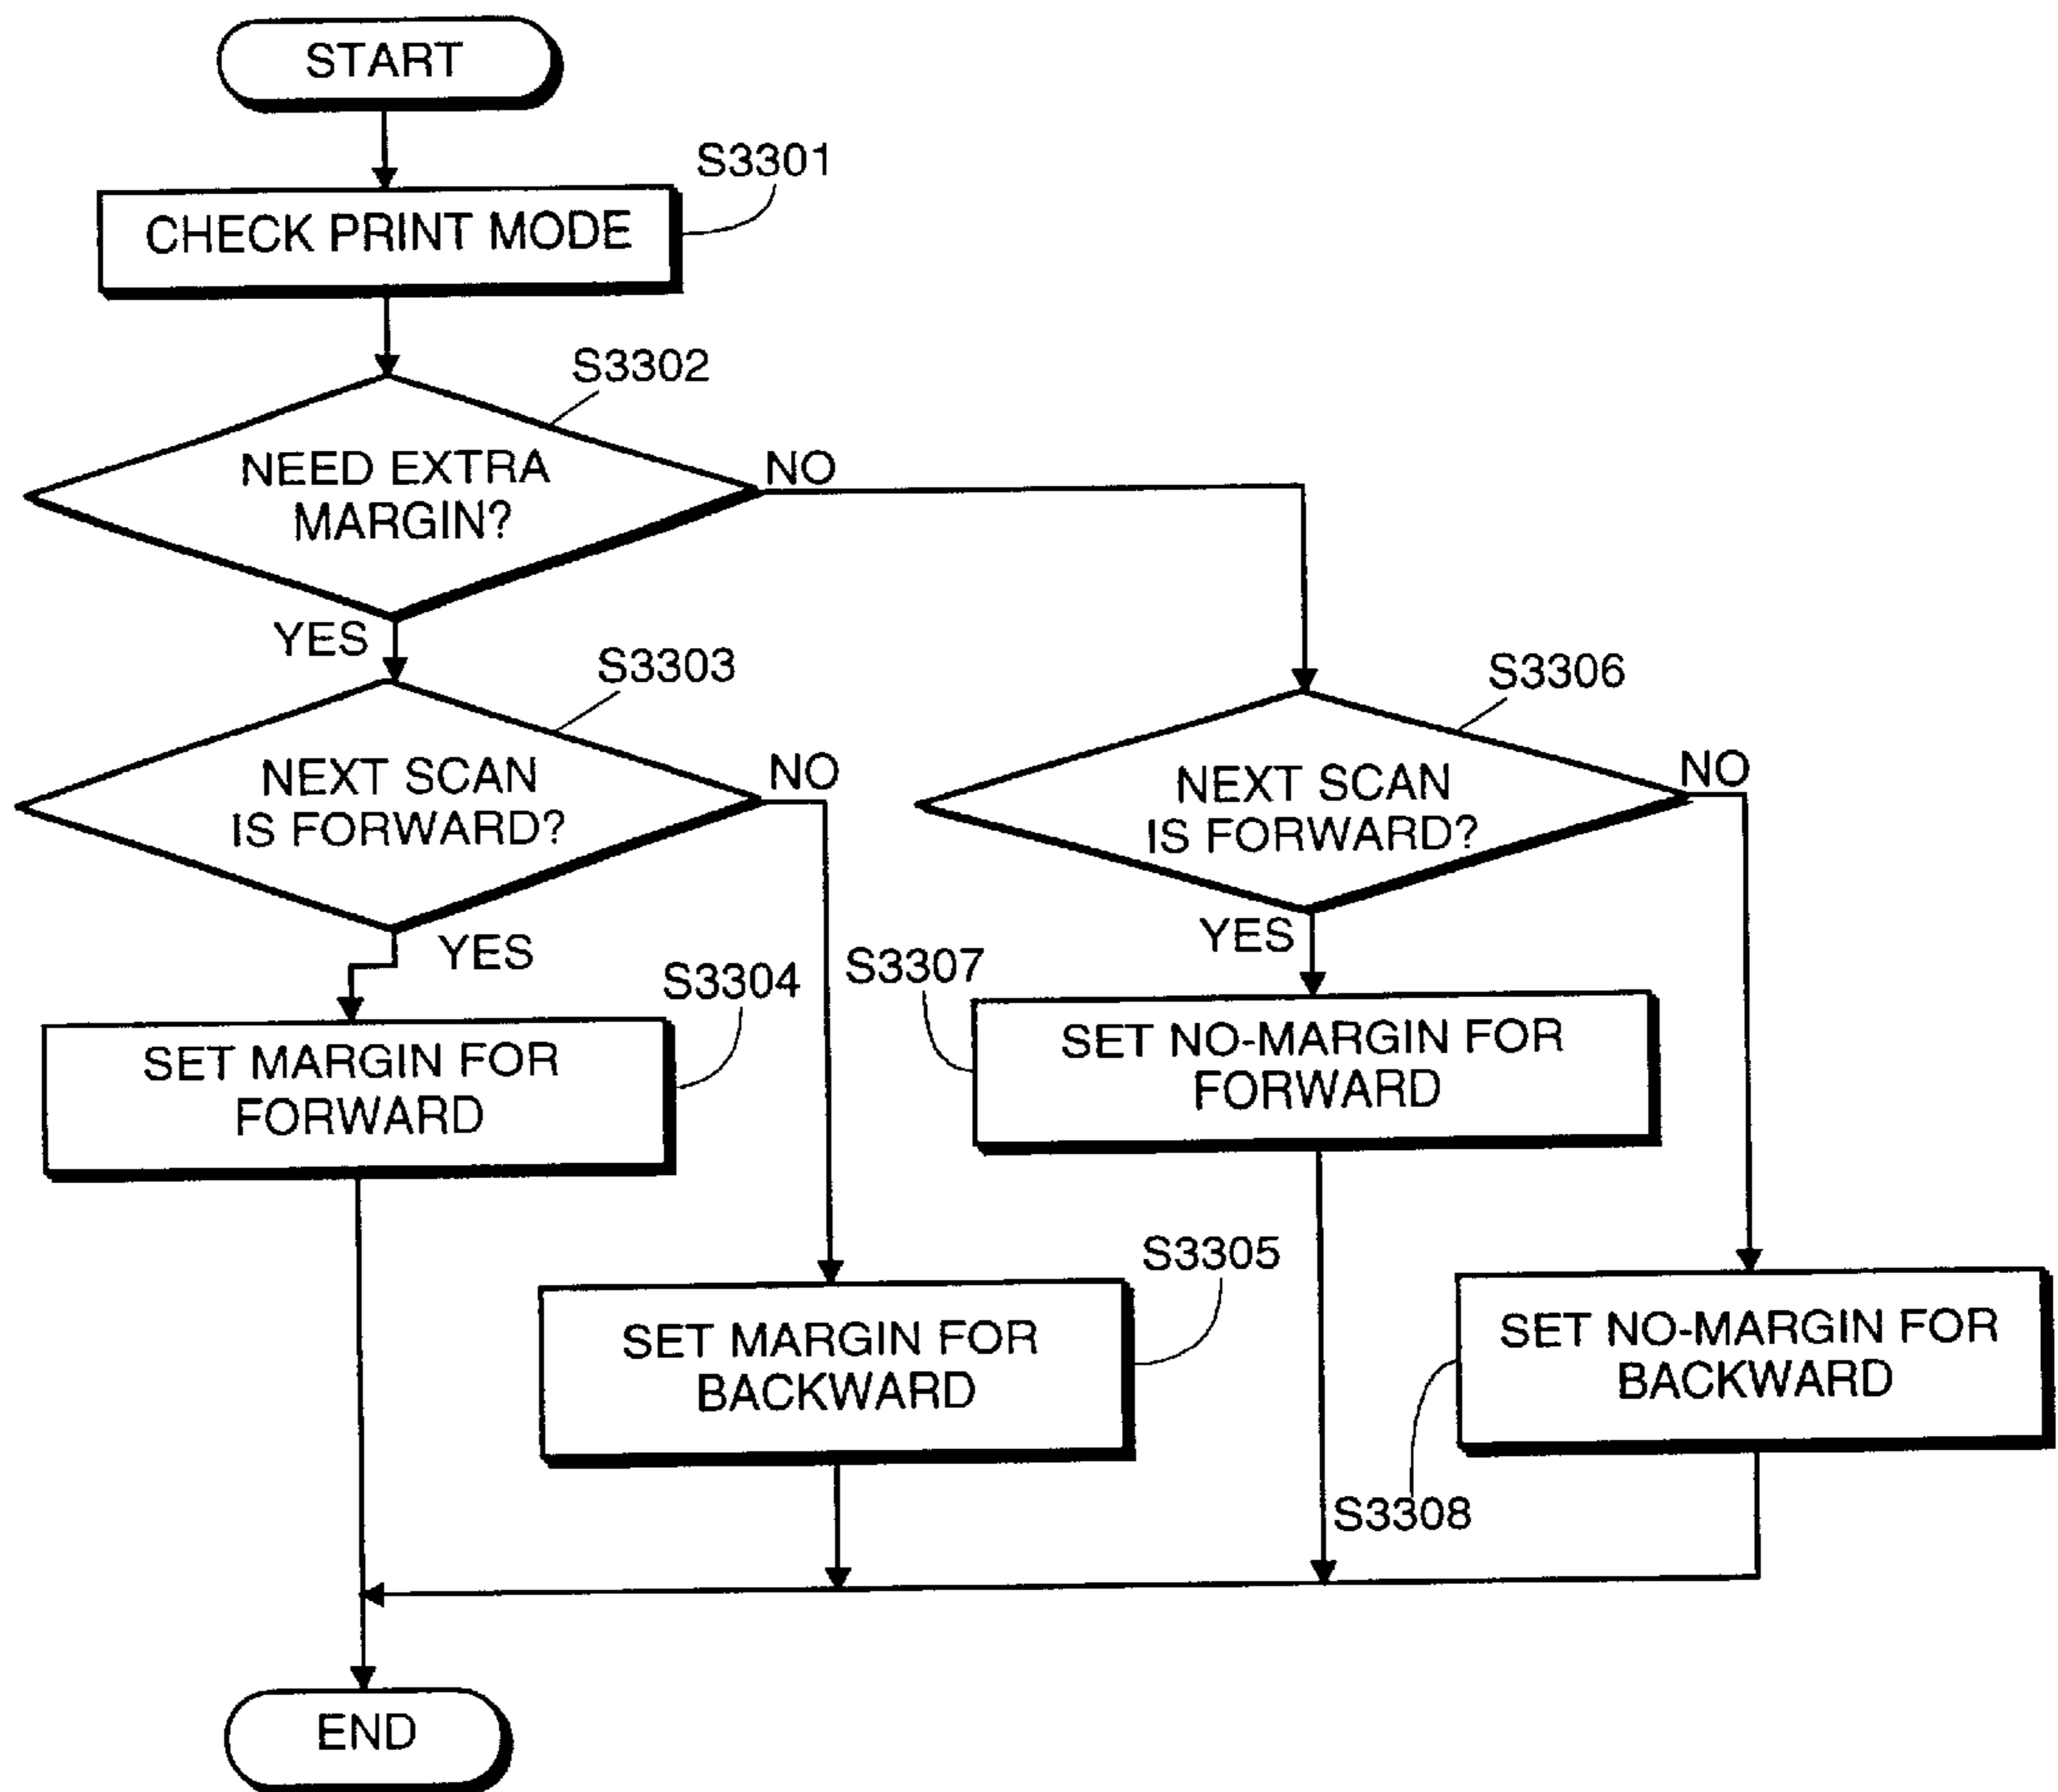 START
S3301
CHECK PRINT MODE
S3302
NEED EXTRA
MARGIN?
NO
YES
S3303
NEXT SCAN
IS FORWARD?
NO
YES
S3306
NEXT SCAN
IS FORWARD?
NO
YES
S3304
SET MARGIN FOR
FORWARD
S3307
SET NO-MARGIN FOR
FORWARD
S3305
SET MARGIN FOR
BACKWARD
SET NO-MARGIN FOR
BACKWARD
S3308
END